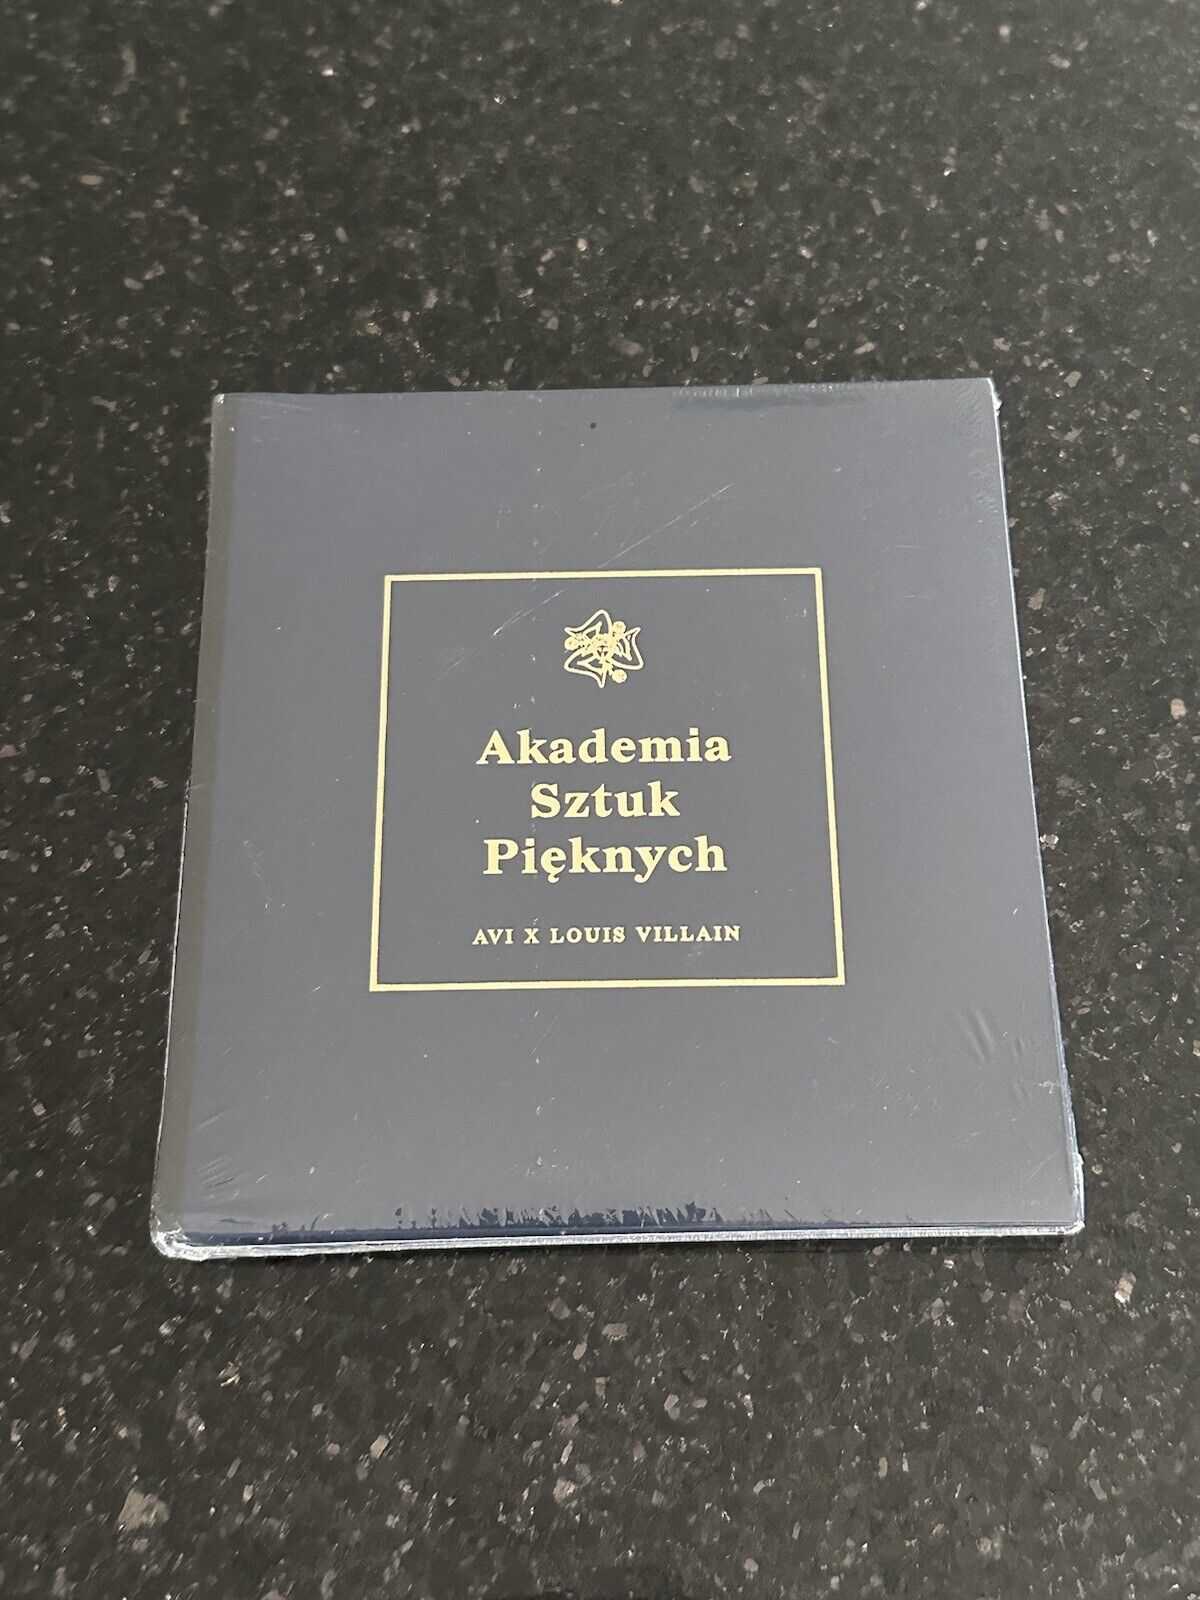 Akademia
Sztuk
Pięknych
AVI X LOUIS VILLAIN